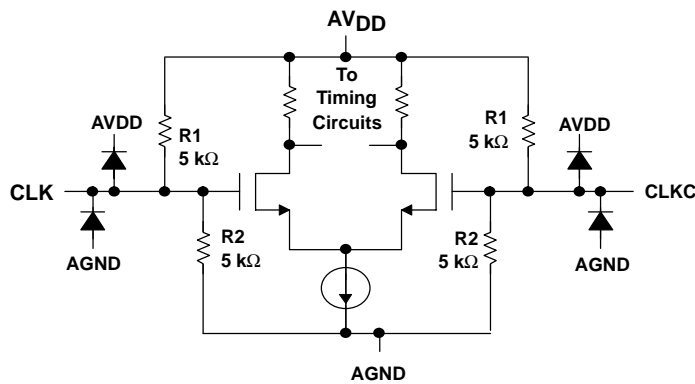 AVDD
To
Timing
Circuits
R1
5 kΩ
R1
5 kΩ
AVDD
AVDD
CLK
CLKC
R2
5 kΩ
R2
5 kΩ
AGND
AGND
AGND